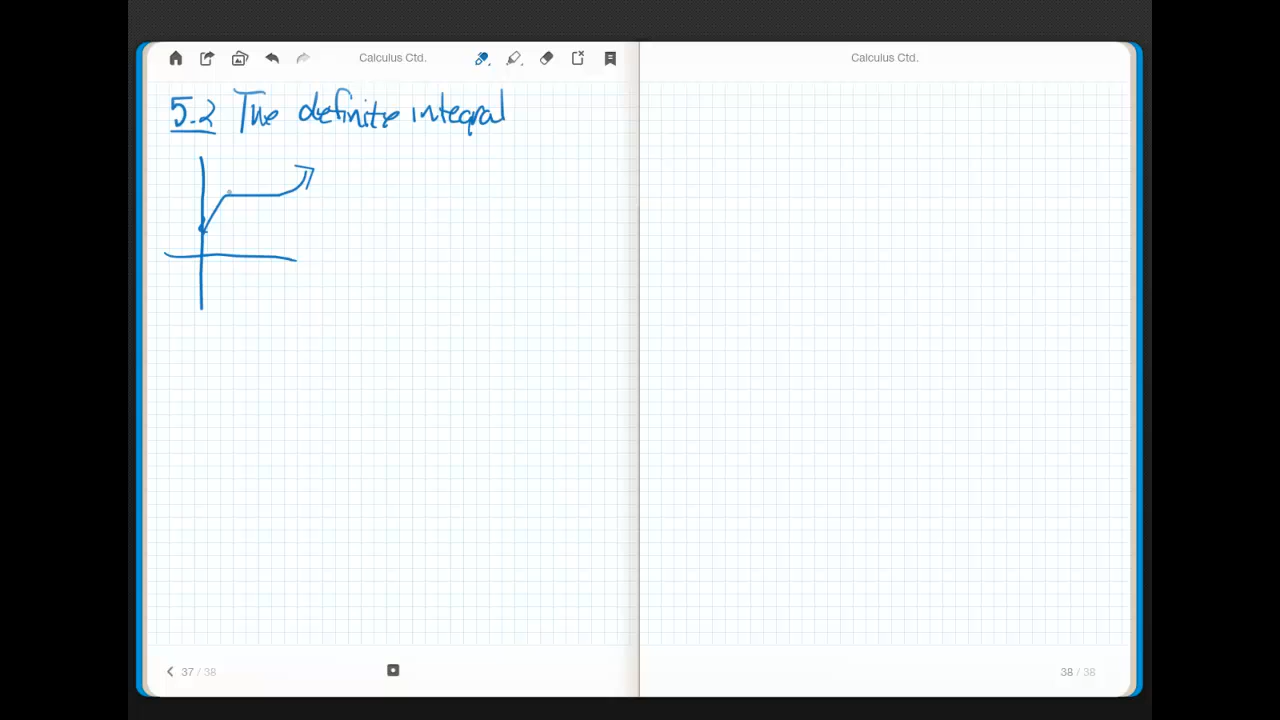 Calculus Ctd.
Calculus Ctd.
5.2 The definite integral
37 / 38
38 / 38